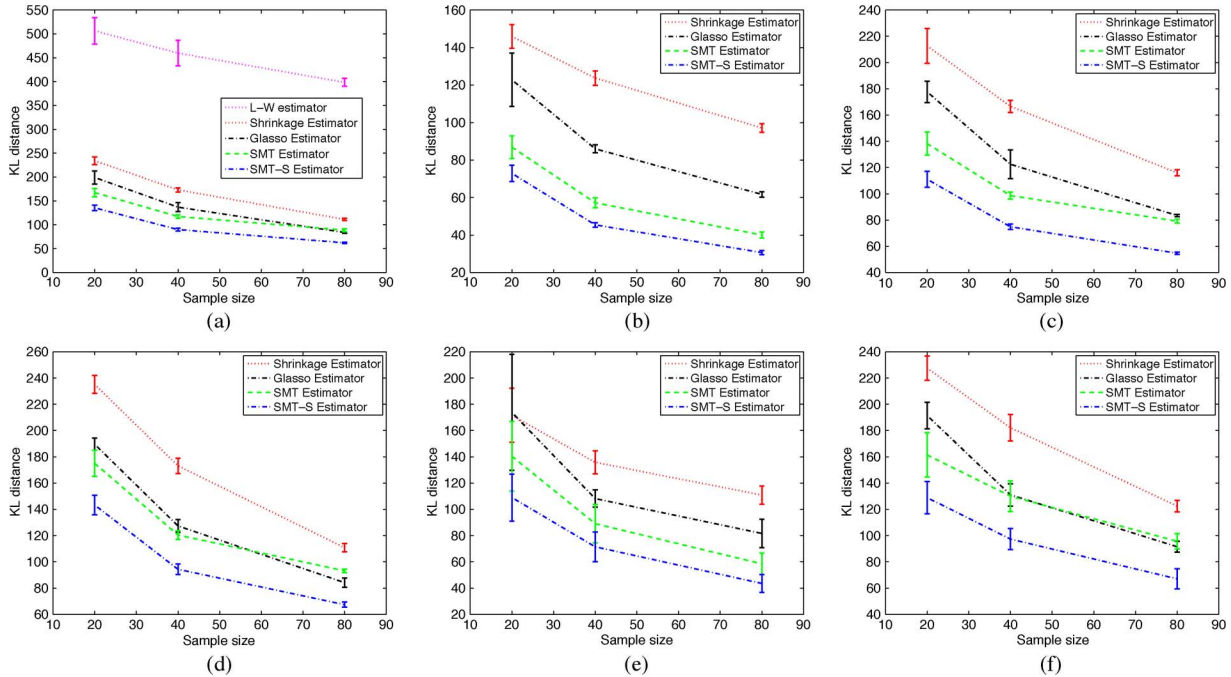 550
500
450
400
350
300
250
200
150
100
50
0
KL distance
L-W estimator
Shrinkage Estimator
Glasso Estimator
SMT Estimator
SMT-S Estimator
10 20 30 40 50 60 70 80 90
Sample size
(a)
160
140
120
100
80
60
40
20
KL distance
Shrinkage Estimator
Glasso Estimator
SMT Estimator
SMT-S Estimator
10 20 30 40 50 60 70 80 90
Sample size
(b)
240
220
200
180
160
140
120
100
80
60
40
KL distance
Shrinkage Estimator
Glasso Estimator
SMT Estimator
SMT-S Estimator
10 20 30 40 50 60 70 80 90
Sample size
(c)
260
240
220
200
180
160
140
120
100
80
60
KL distance
Shrinkage Estimator
Glasso Estimator
SMT Estimator
SMT-S Estimator
10 20 30 40 50 60 70 80 90
Sample size
(d)
220
200
180
160
140
120
100
80
60
40
20
KL distance
Shrinkage Estimator
Glasso Estimator
SMT Estimator
SMT-S Estimator
10 20 30 40 50 60 70 80 90
Sample size
(e)
240
220
200
180
160
140
120
100
80
60
40
KL distance
Shrinkage Estimator
Glasso Estimator
SMT Estimator
SMT-S Estimator
10 20 30 40 50 60 70 80 90
Sample size
(f)